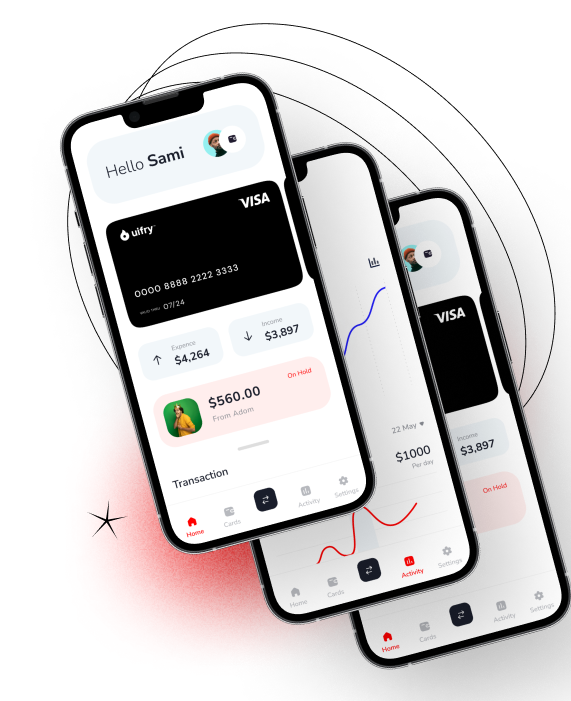 Hello Sami
uifry
VISA
0000 8888 2222 3333
07/24
Expence
$4,264
Income
$3,897
$560.00
From Adom
On Hold
Transaction
Home
Cards
Activity
Settings
22 May
$1000
Per day
Home
Cards
Activity
Settings
VISA
Income
$3,897
On Hold
Home
Cards
Activity
Settings